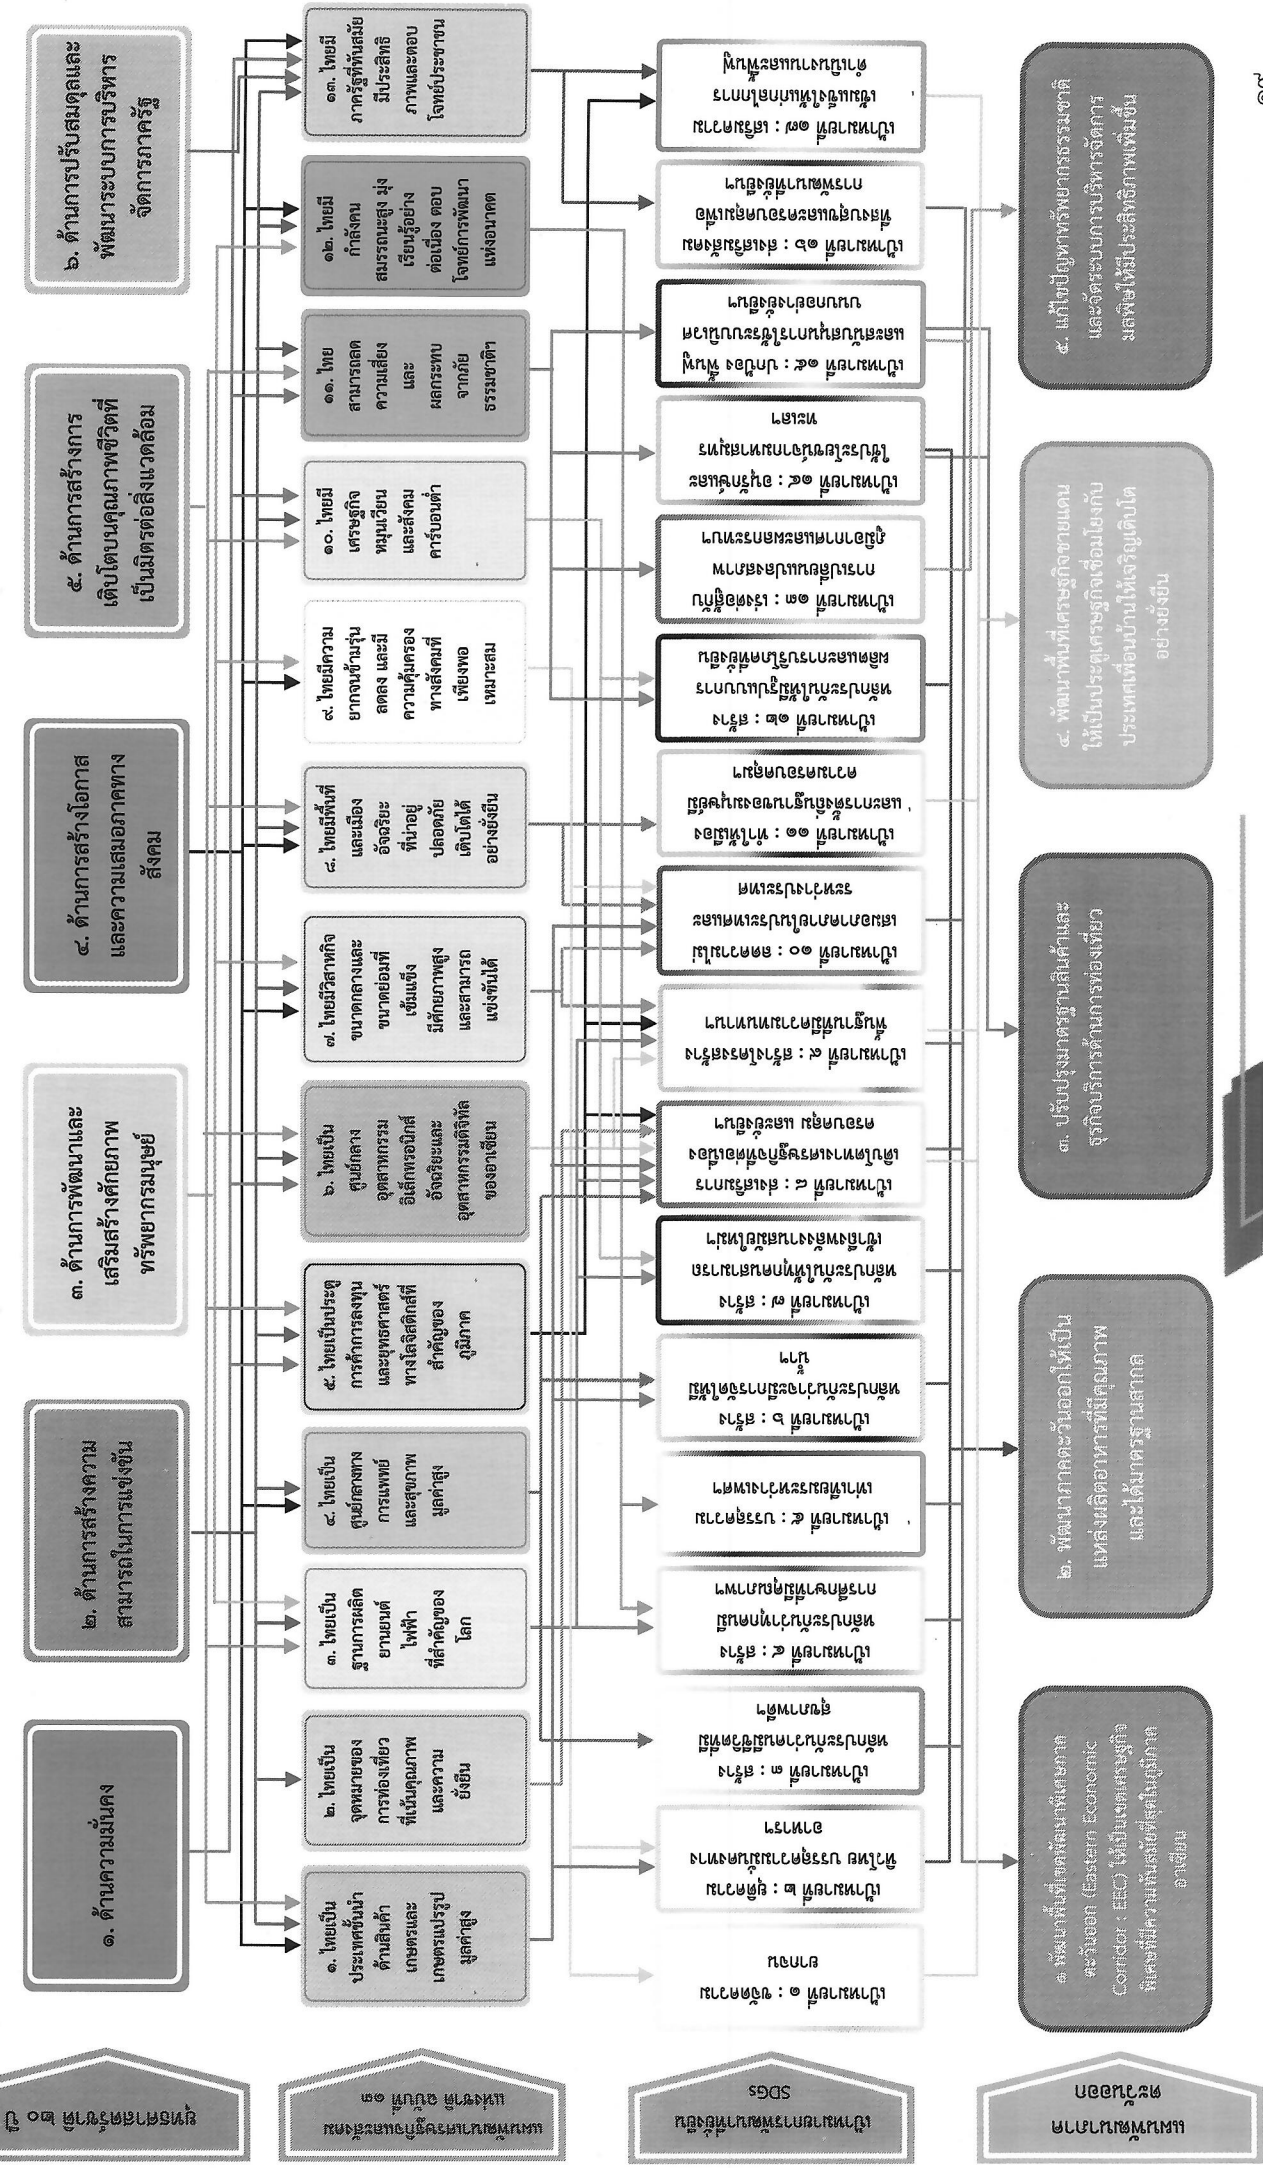 ยุทธศาสตร์ชาติ ๒๐ ปี
๑. ด้านความมั่นคง
๒. ด้านการสร้างความ
สามารถในการแข่งขัน
๓. ด้านการพัฒนาและ
เสริมสร้างศักยภาพ
ทรัพยากรมนุษย์
๔. ด้านการสร้างโอกาส
และความเสมอภาคทาง
สังคม
๕. ด้านการสร้างการ
เติบโตบนคุณภาพชีวิตที่
เป็นมิตรต่อสิ่งแวดล้อม
๖. ด้านการปรับสมดุลและ
พัฒนาระบบการบริหาร
จัดการภาครัฐ
แผนพัฒนาเศรษฐกิจและสังคม
แห่งชาติ ฉบับที่ ๑๓
๑. ไทยเป็น
ประเทศชั้นนำ
ด้านสินค้า
เกษตรและ
เกษตรแปรรูป
มูลค่าสูง
๒. ไทยเป็น
จุดหมายของ
การท่องเที่ยว
ที่เน้นคุณภาพ
และความ
ยั่งยืน
๓. ไทยเป็น
ฐานการผลิต
ยานยนต์
ไฟฟ้า
ที่สำคัญของ
โลก
๔. ไทยเป็น
ศูนย์กลางทาง
การแพทย์
และสุขภาพ
มูลค่าสูง
๕. ไทยเป็นประตู
การค้าการลงทุน
และยุทธศาสตร์
ทางโลจิสติกส์ที่
สำคัญของ
ภูมิภาค
๖. ไทยเป็น
ศูนย์กลาง
อุตสาหกรรม
อิเล็กทรอนิกส์
อัจฉริยะและ
อุตสาหกรรมดิจิทัล
ของอาเซียน
๗. ไทยมีวิสาหกิจ
ขนาดกลางและ
ขนาดย่อมที่
เข้มแข็ง
มีศักยภาพสูง
และสามารถ
แข่งขันได้
๘. ไทยมีพื้นที่
และเมือง
อัจฉริยะ
ที่น่าอยู่
ปลอดภัย
เติบโตได้
อย่างยั่งยืน
๙. ไทยมีความ
ยากจนข้ามรุ่น
ลดลง และมี
ความคุ้มครอง
ทางสังคมที่
เพียงพอ
เหมาะสม
๑๐. ไทยมี
เศรษฐกิจ
หมุนเวียน
และสังคม
คาร์บอนต่ำ
๑๑. ไทย
สามารถลด
ความเสี่ยง
และ
ผลกระทบ
จากภัย
ธรรมชาติฯ
๑๒. ไทยมี
กำลังคน
สมรรถนะสูง มุ่ง
เรียนรู้อย่าง
ต่อเนื่อง ตอบ
โจทย์การพัฒนา
แห่งอนาคต
๑๓. ไทยมี
ภาครัฐที่ทันสมัย
มีประสิทธิ
ภาพและตอบ
โจทย์ประชาชน
เป้าหมายการพัฒนาที่ยั่งยืน
SDGs
เป้าหมายที่ ๑ : ขจัดความ
ยากจน
เป้าหมายที่ ๒ : ยุติความ
หิวโหย บรรลุความมั่นคงทาง
อาหารฯ
เป้าหมายที่ ๓ : สร้าง
หลักประกันว่าคนมีชีวิตที่มี
สุขภาพดีฯ
เป้าหมายที่ ๔ : สร้าง
หลักประกันว่าทุกคนมี
การศึกษาที่มีคุณภาพฯ
เป้าหมายที่ ๕ : บรรลุความ
เท่าเทียมระหว่างเพศฯ
เป้าหมายที่ ๖ : สร้าง
หลักประกันว่าจะมีการจัดให้มี
น้ำฯ
เป้าหมายที่ ๗ : สร้าง
หลักประกันให้ทุกคนสามารถ
เข้าถึงพลังงานสมัยใหม่ฯ
เป้าหมายที่ ๘ : ส่งเสริมการ
เติบโตทางเศรษฐกิจที่ต่อเนื่อง
ครอบคลุม และยั่งยืนฯ
เป้าหมายที่ ๙ : สร้างโครงสร้าง
พื้นฐานที่มีความทนทานฯ
เป้าหมายที่ ๑๐ : ลดความไม่
เสมอภาคภายในประเทศและ
ระหว่างประเทศ
เป้าหมายที่ ๑๑ : ทำให้เมือง
และการตั้งถิ่นฐานของมนุษย์มี
ความครอบคลุมฯ
เป้าหมายที่ ๑๒ : สร้าง
หลักประกันให้มีรูปแบบการ
ผลิตและการบริโภคที่ยั่งยืน
เป้าหมายที่ ๑๓ : เร่งต่อสู้กับ
การเปลี่ยนแปลงสภาพ
ภูมิอากาศและผลกระทบฯ
เป้าหมายที่ ๑๔ : อนุรักษ์และ
ใช้ประโยชน์จากมหาสมุทร
ทะเลฯ
เป้าหมายที่ ๑๕ : ปกป้อง ฟื้นฟู
และสนับสนุนการใช้ระบบนิเวศ
บนบกอย่างยั่งยืนฯ
เป้าหมายที่ ๑๖ : ส่งเสริมสังคม
ที่สงบสุขและครอบคลุมเพื่อ
การพัฒนาที่ยั่งยืนฯ
เป้าหมายที่ ๑๗ : เสริมความ
เข้มแข็งให้แก่กลไกการ
ดำเนินงานและฟื้นฟู
แผนพัฒนาภาค
ตะวันออก
๑ พัฒนาพื้นที่เขตพัฒนาพิเศษภาค
ตะวันออก (Eastern Economic
Corridor : EEC) ให้เป็นเขตเศรษฐกิจ
พิเศษที่มีความทันสมัยที่สุดในภูมิภาค
อาเซียน
๒. พัฒนาภาคตะวันออกให้เป็น
แหล่งผลิตอาหารที่มีคุณภาพ
และได้มาตรฐานสากล
๓. ปรับปรุงมาตรฐานสินค้าและ
ธุรกิจบริการด้านการท่องเที่ยว
๔. พัฒนาพื้นที่เศรษฐกิจชายแดน
ให้เป็นประตูเศรษฐกิจเชื่อมโยงกับ
ประเทศเพื่อนบ้านให้เจริญเติบโต
อย่างยั่งยืน
๕. แก้ไขปัญหาทรัพยากรธรรมชาติ
และจัดระบบการบริหารจัดการ
มลพิษให้มีประสิทธิภาพเพิ่มขึ้น